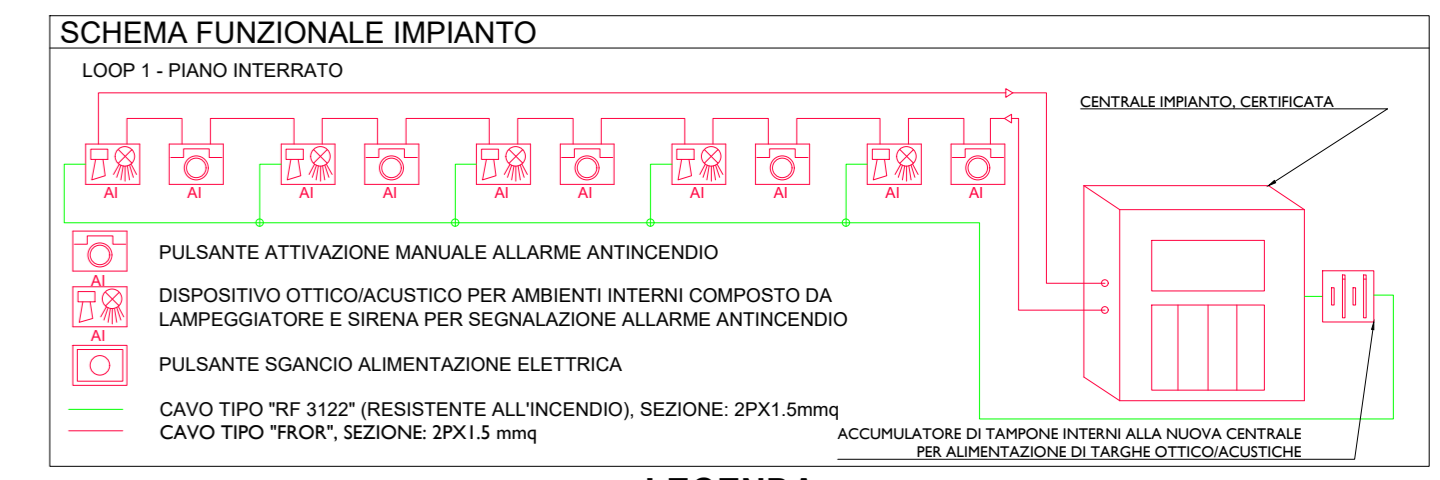 SCHEMA FUNZIONALE IMPIANTO
LOOP 1 - PIANO INTERRATO
CENTRALE IMPIANTO, CERTIFICATA
AI AI AI AI AI AI AI AI AI AI
PULSANTE ATTIVAZIONE MANUALE ALLARME ANTINCENDIO
AI
DISPOSITIVO OTTICO/ACUSTICO PER AMBIENTI INTERNI COMPOSTO DA
LAMPEGGIATORE E SIRENA PER SEGNALAZIONE ALLARME ANTINCENDIO
AI
PULSANTE SGANCIO ALIMENTAZIONE ELETTRICA
CAVO TIPO "RF 3122" (RESISTENTE ALL'INCENDIO), SEZIONE: 2PX1.5mmq
CAVO TIPO "FROR", SEZIONE: 2PX1.5 mmq
ACCUMULATORE DI TAMPONE INTERNI ALLA NUOVA CENTRALE
PER ALIMENTAZIONE DI TARGHE OTTICO/ACUSTICHE
LEGENDA